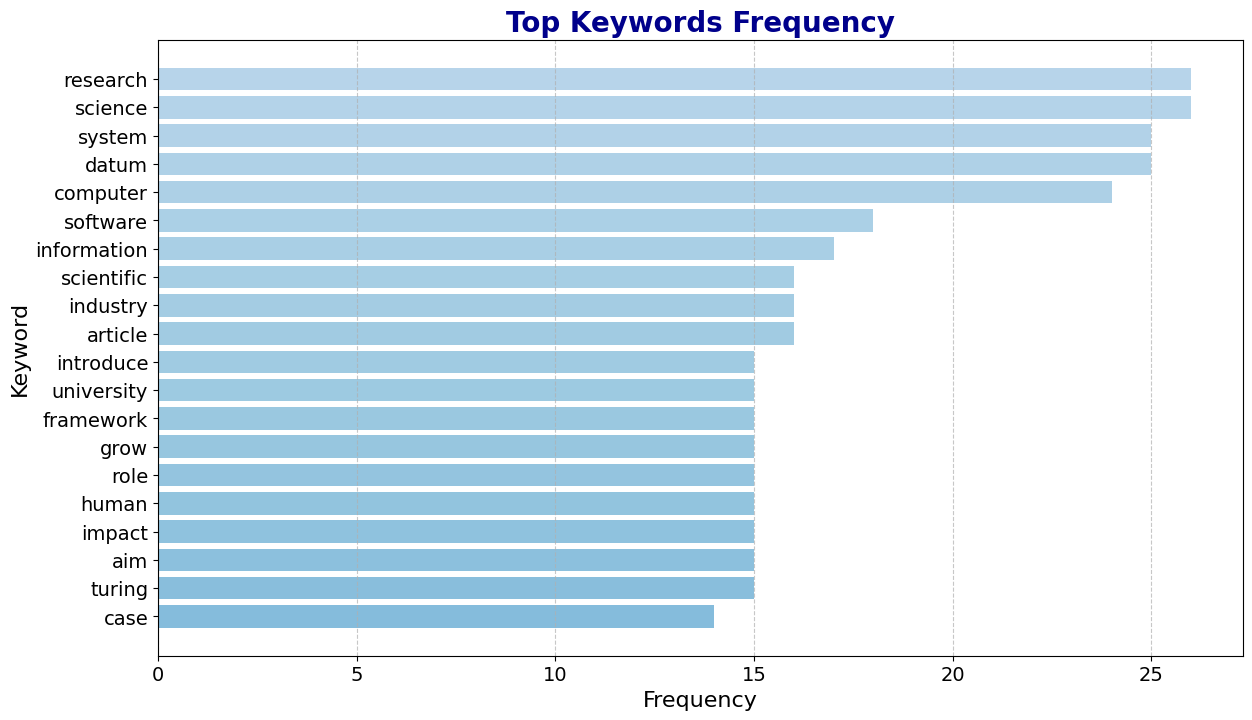 Top Keywords Frequency
research
science
system
datum
computer
software
information
scientific
industry
article
introduce
university
framework
grow
role
human
impact
aim
turing
case
Keyword
0 5 10 15 20 25
Frequency